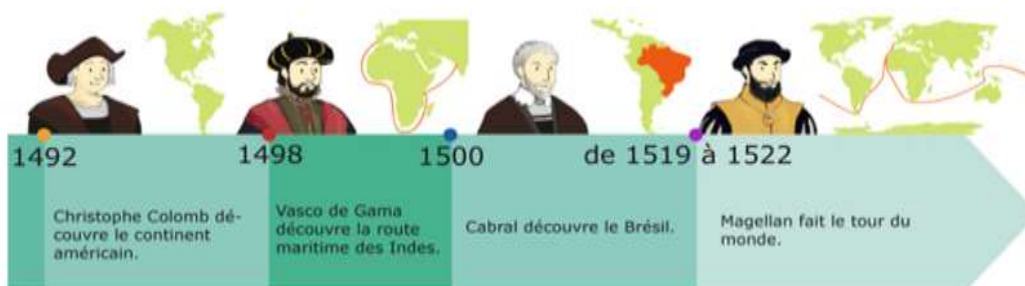 1492
1498
1500
de 1519 à 1522
Christophe Colomb dé-
couvre le continent
américain.
Vasco de Gama
découvre la route
maritime des Indes.
Cabral découvre le Brésil.
Magellan fait le tour du
monde.